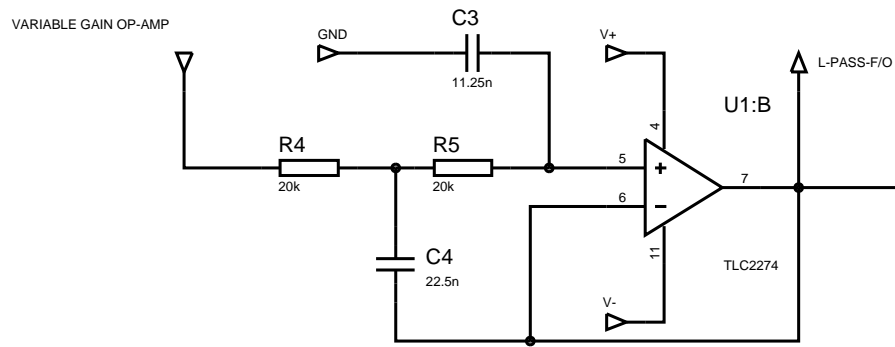 VARIABLE GAIN OP-AMP
GND
C3
11.25n
V+
L-PASS-F/O
U1:B
4
R4
20k
R5
20k
5
6
7
+
−
11
C4
22.5n
TLC2274
V-